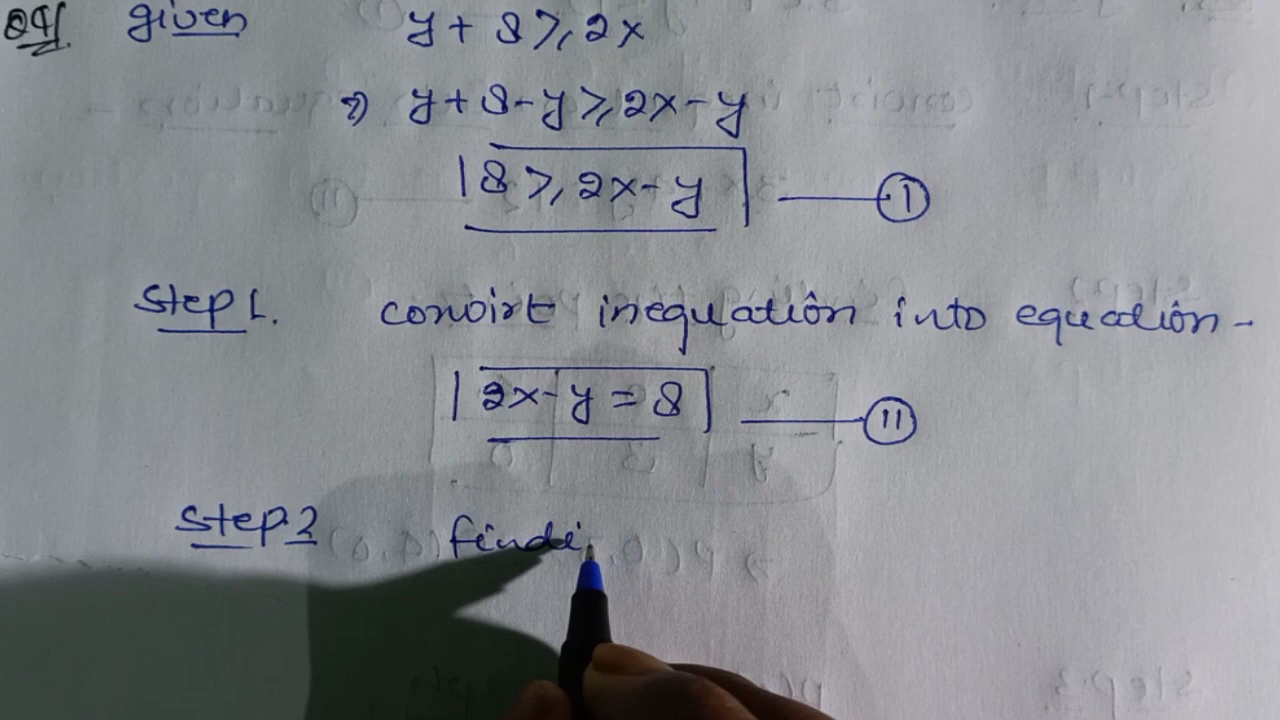 Q4. given y + 8 ⩾ 2x
⇒ y + 8 - y ⩾ 2x - y
8 ⩾ 2x - y — I
Step 1. convirt inequation into equation -
2x - y = 8 — II
Step 2 findi